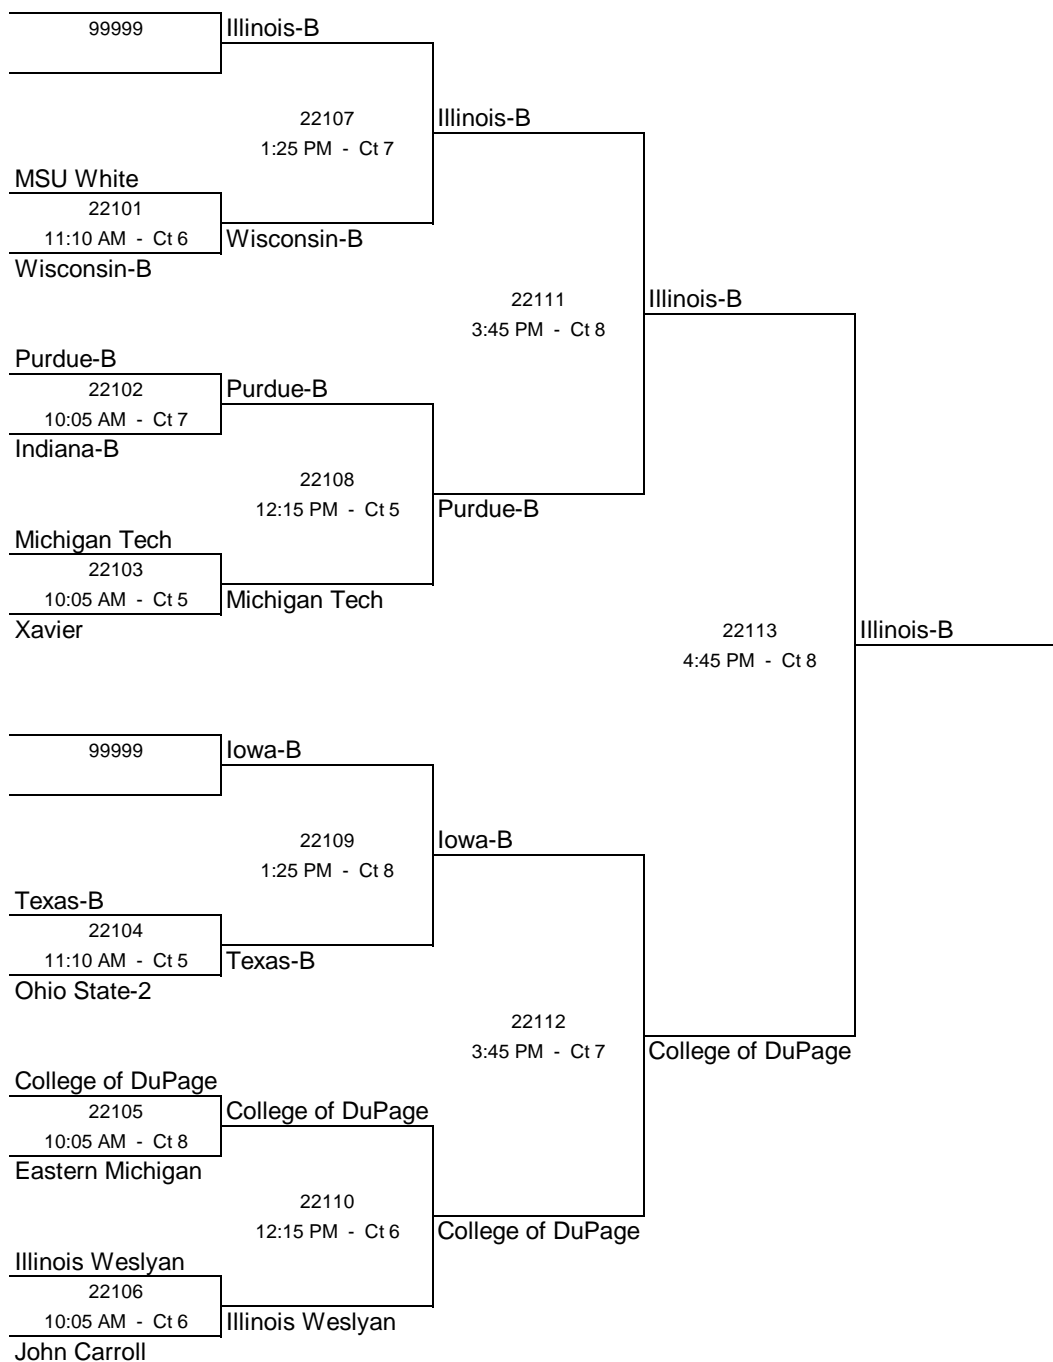 99999
Illinois-B
22107
1:25 PM - Ct 7
Illinois-B
MSU White
22101
11:10 AM - Ct 6
Wisconsin-B
Wisconsin-B
22111
3:45 PM - Ct 8
Illinois-B
Purdue-B
22102
10:05 AM - Ct 7
Purdue-B
Indiana-B
22108
12:15 PM - Ct 5
Purdue-B
Michigan Tech
22103
10:05 AM - Ct 5
Michigan Tech
Xavier
22113
4:45 PM - Ct 8
Illinois-B
99999
Iowa-B
22109
1:25 PM - Ct 8
Iowa-B
Texas-B
22104
11:10 AM - Ct 5
Texas-B
Ohio State-2
22112
3:45 PM - Ct 7
College of DuPage
College of DuPage
22105
10:05 AM - Ct 8
College of DuPage
Eastern Michigan
22110
12:15 PM - Ct 6
College of DuPage
Illinois Weslyan
22106
10:05 AM - Ct 6
Illinois Weslyan
John Carroll